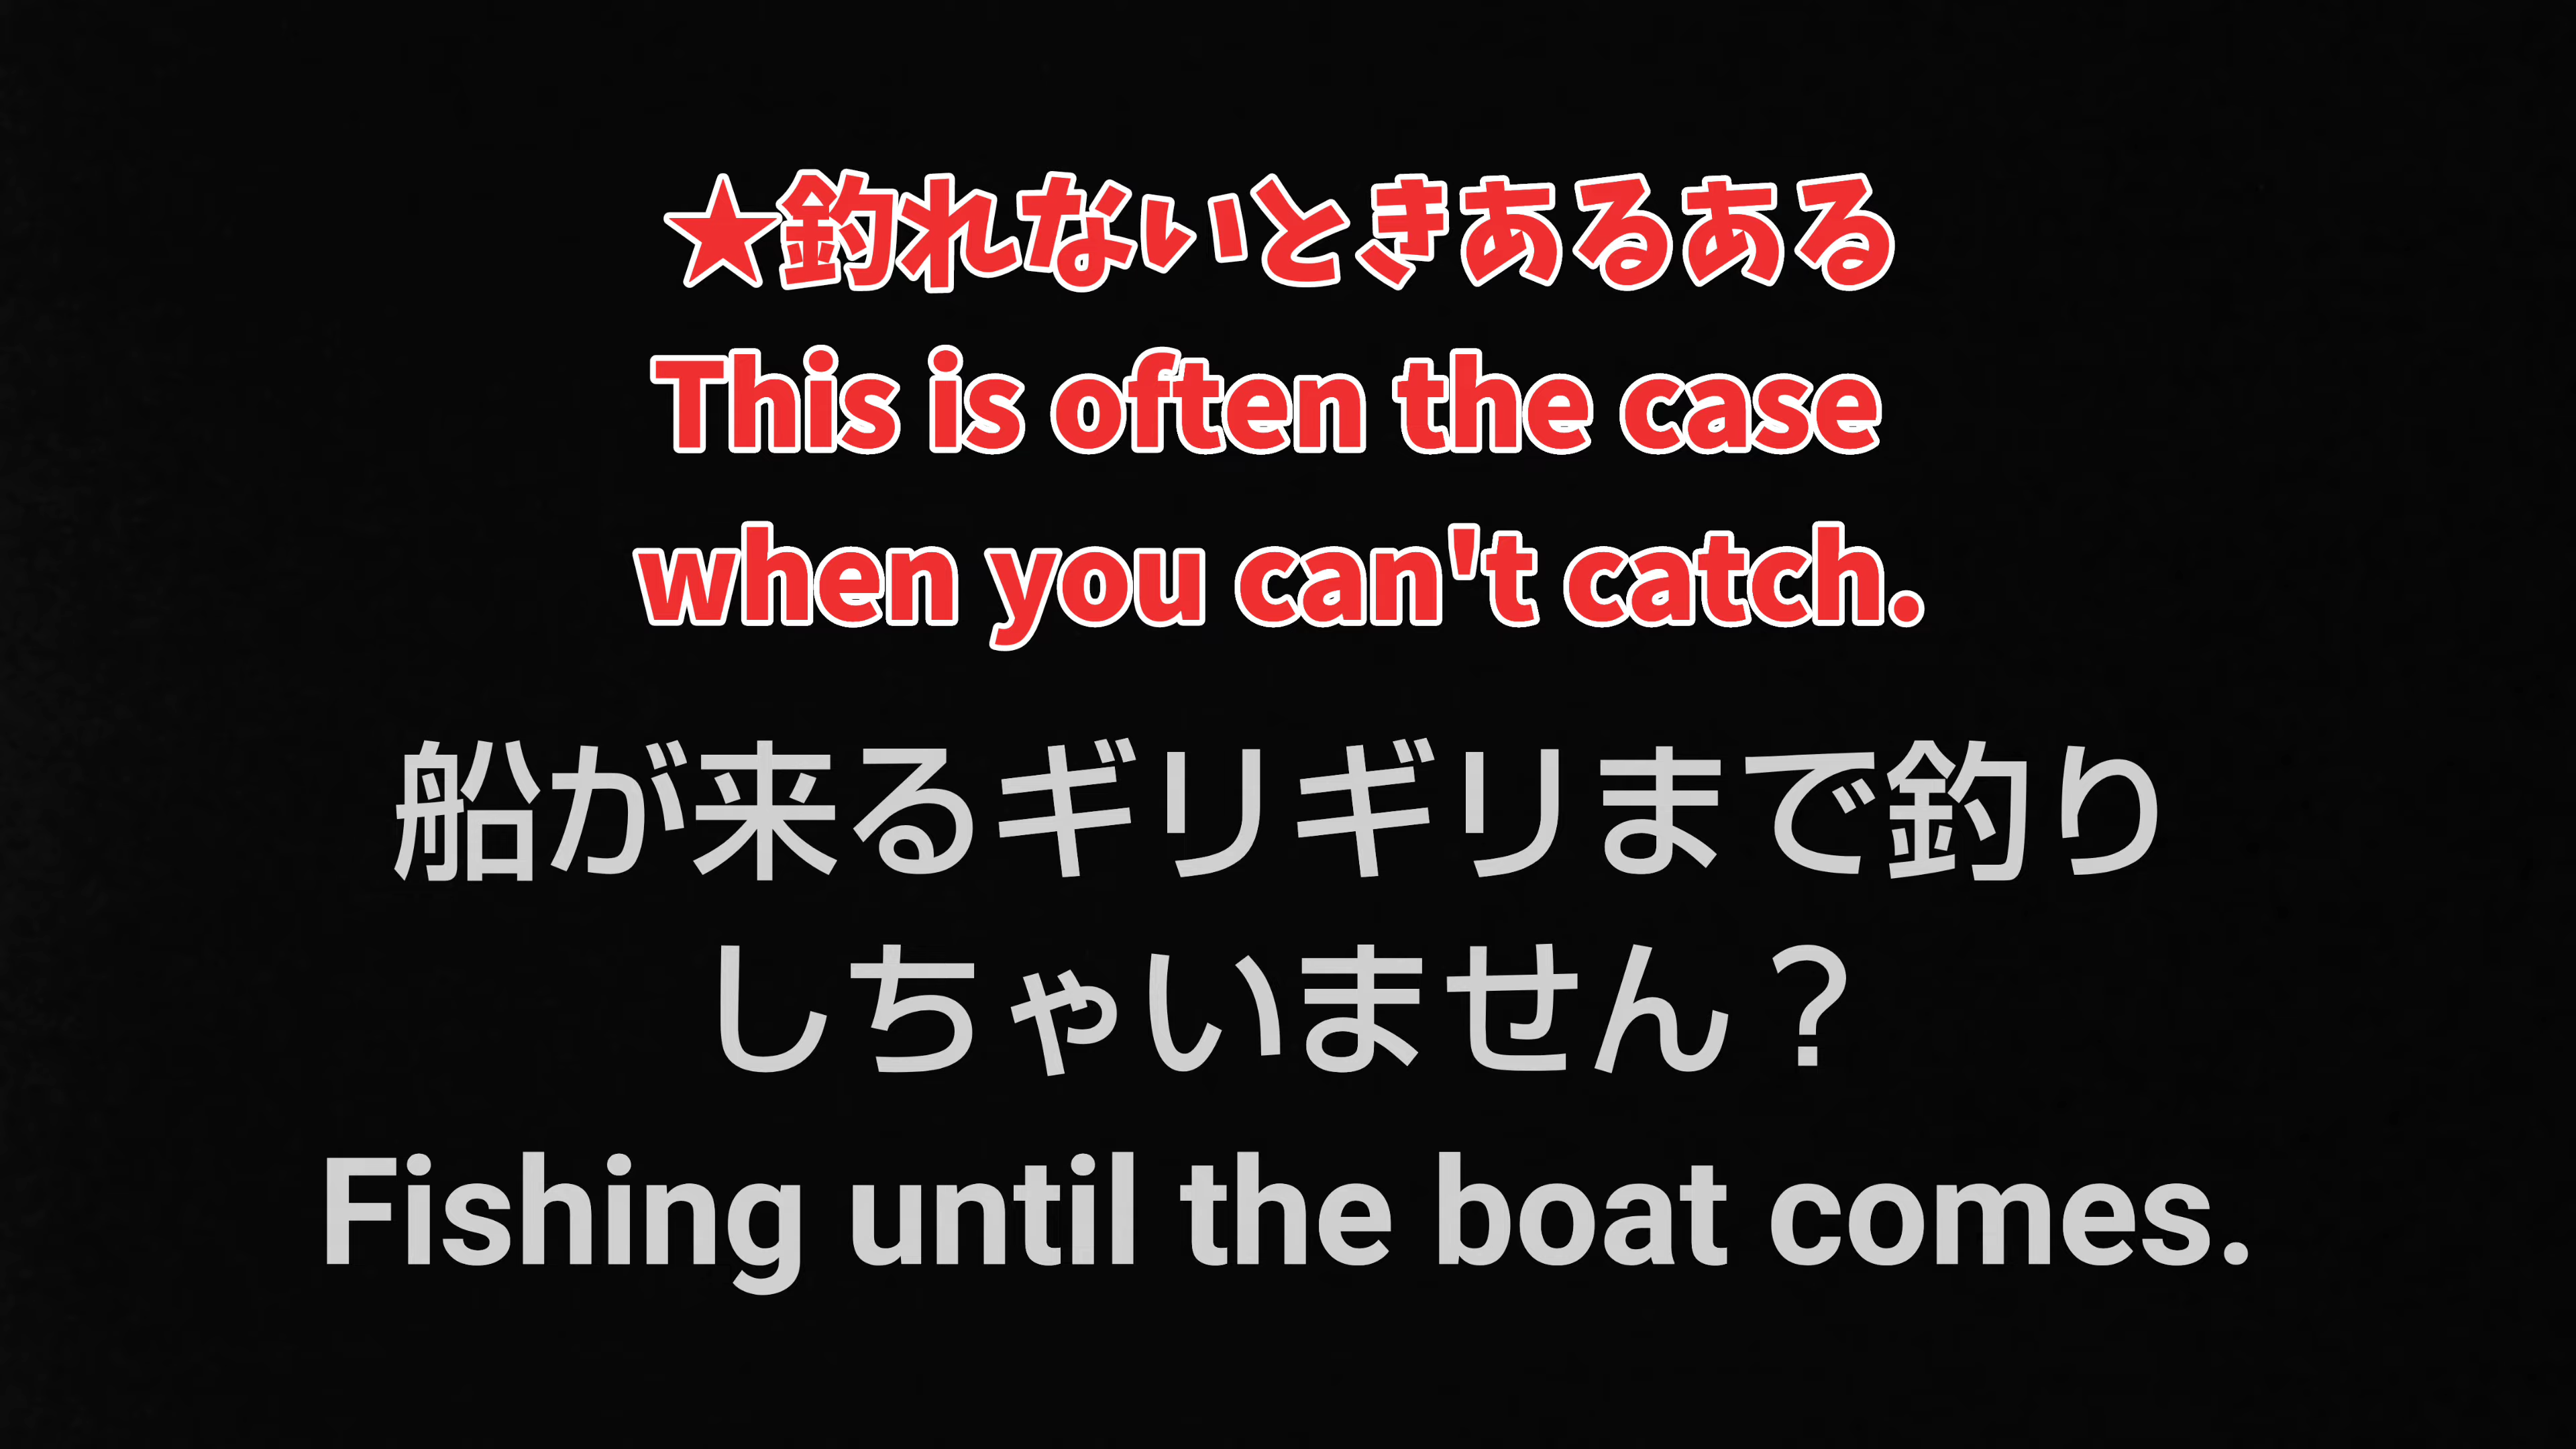 ★釣れないときあるある
This is often the case
when you can't catch.
船が来るギリギリまで釣り
しちゃいません？
Fishing until the boat comes.